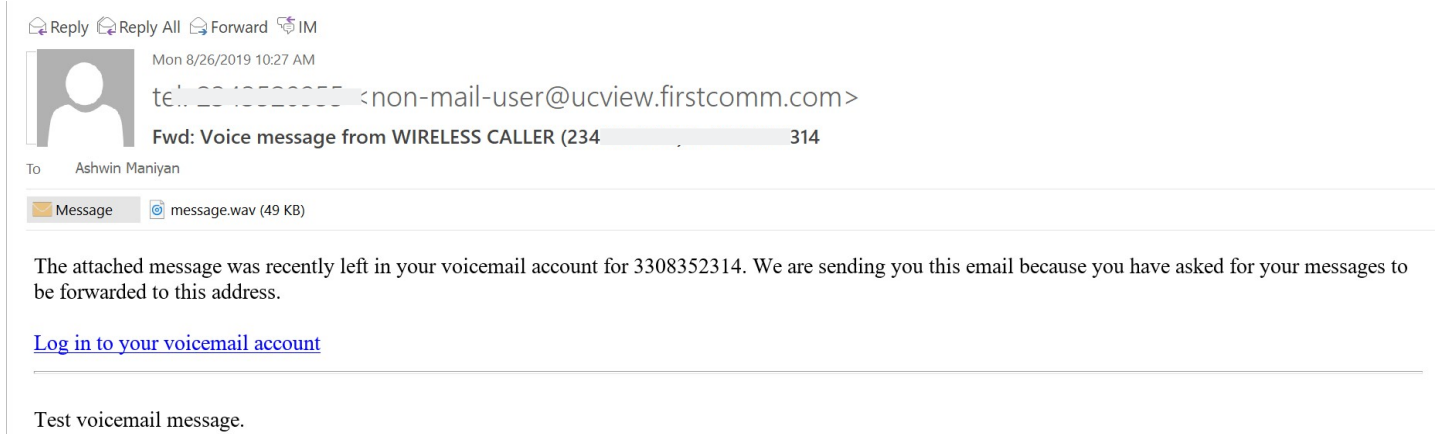 Reply Reply All Forward IM
Mon 8/26/2019 10:27 AM
<non-mail-user@ucview.firstcomm.com>
Fwd: Voice message from WIRELESS CALLER (234 314
To Ashwin Maniyan
Message message.wav (49 KB)
The attached message was recently left in your voicemail account for 3308352314. We are sending you this email because you have asked for your messages to
be forwarded to this address.
Log in to your voicemail account
Test voicemail message.